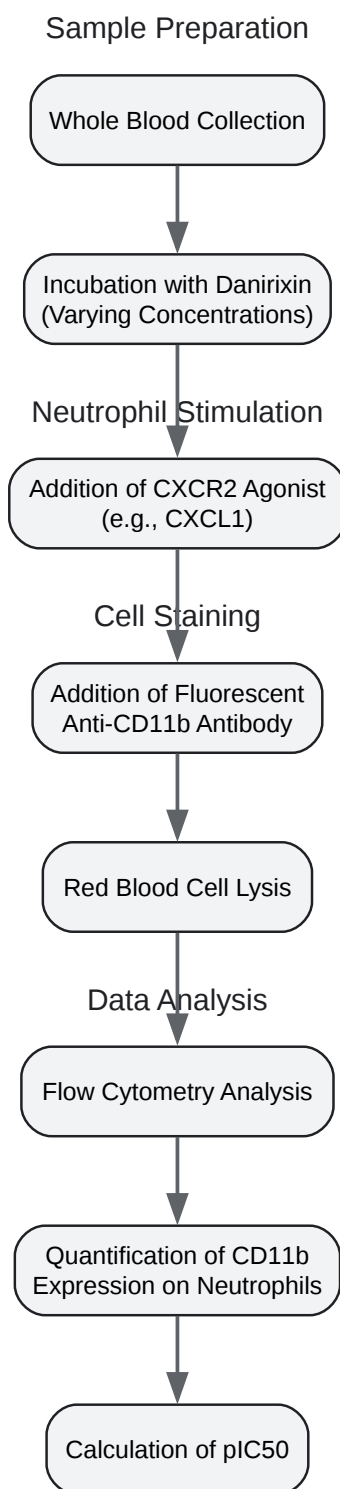 Sample Preparation
Whole Blood Collection
Incubation with Danirixin
(Varying Concentrations)
Neutrophil Stimulation
Addition of CXCR2 Agonist
(e.g., CXCL1)
Cell Staining
Addition of Fluorescent
Anti-CD11b Antibody
Red Blood Cell Lysis
Data Analysis
Flow Cytometry Analysis
Quantification of CD11b
Expression on Neutrophils
Calculation of pIC50